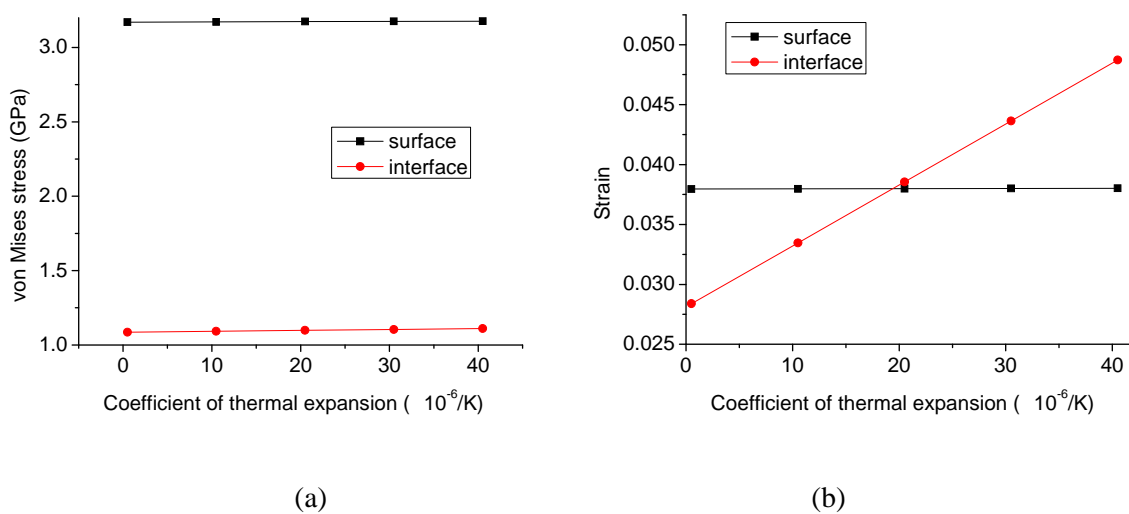 3.0
2.5
2.0
1.5
1.0
von Mises stress (GPa)
surface
interface
0 10 20 30 40
Coefficient of thermal expansion ( 10⁻⁶/K)
(a)
0.050
0.045
0.040
0.035
0.030
0.025
Strain
surface
interface
0 10 20 30 40
Coefficient of thermal expansion ( 10⁻⁶/K)
(b)